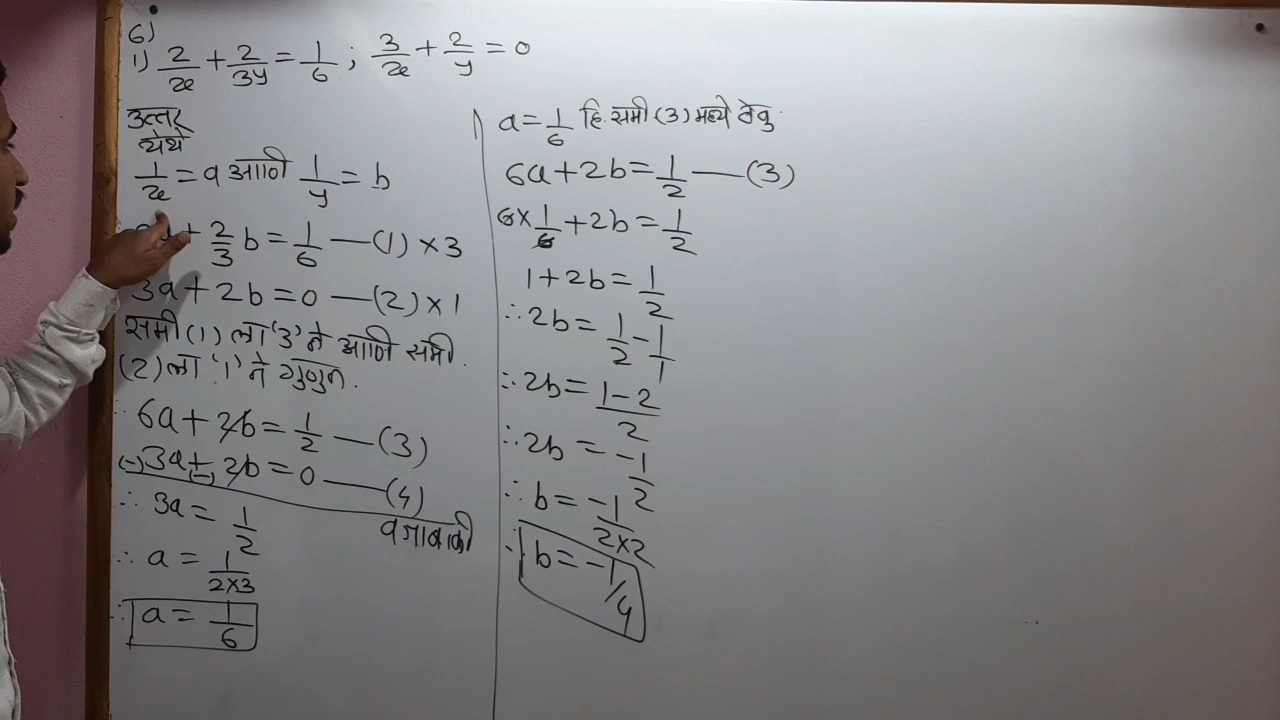 6)
1) 2/x + 2/3y = 1/6 ; 3/x + 2/y = 0
उत्तर
येथे
1/x = a आणि 1/y = b
+ 2/3 b = 1/6 — (1) × 3
3a + 2b = 0 — (2) × 1
समी (1) ला '3' ने आणि समी.
(2) ला '1' ने गुणुन.
∴ 6a + 2b = 1/2 — (3)
(-) 3a + (-) 2b = 0 — (4)
वजाबाकी
∴ 3a = 1/2
∴ a = 1/2×3
∴ a = 1/6
a = 1/6 हि. समी (3) मध्ये ठेवु.
6a + 2b = 1/2 — (3)
6 × 1/6 + 2b = 1/2
1 + 2b = 1/2
∴ 2b = 1/2 - 1/1
∴ 2b = 1-2/2
∴ 2b = -1/2
∴ b = -1/2×2
∴ b = -1/4